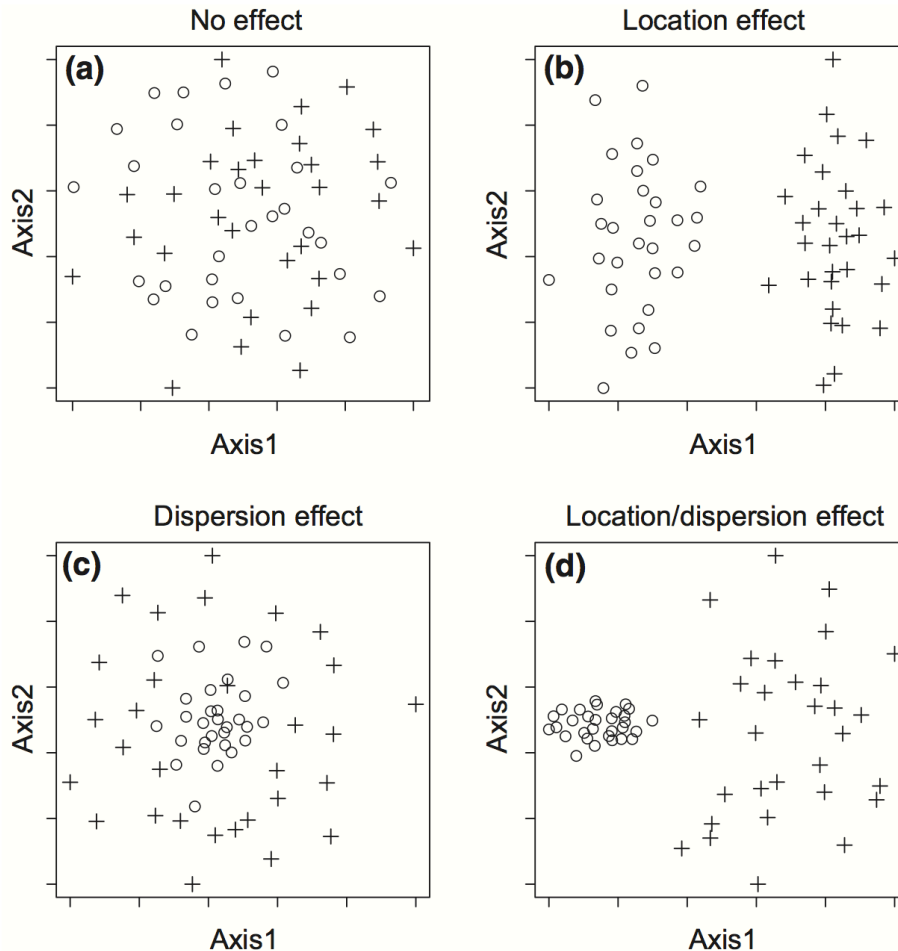 No effect
(a)
Axis2
Axis1
Location effect
(b)
Axis2
Axis1
Dispersion effect
(c)
Axis2
Axis1
Location/dispersion effect
(d)
Axis2
Axis1